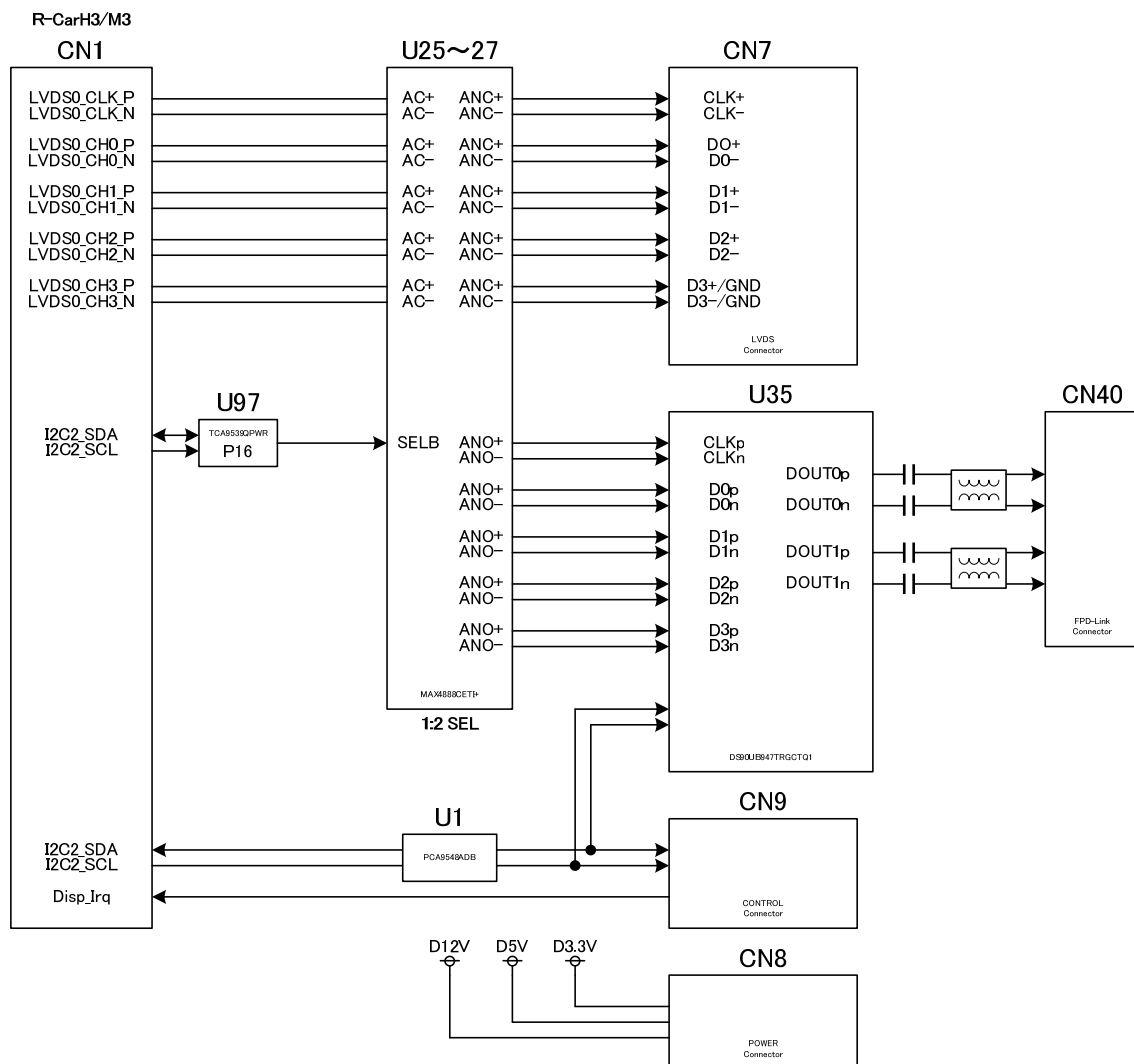 R-CarH3/M3
CN1
U25～27
CN7
LVDS0_CLK_P
LVDS0_CLK_N
LVDS0_CH0_P
LVDS0_CH0_N
LVDS0_CH1_P
LVDS0_CH1_N
LVDS0_CH2_P
LVDS0_CH2_N
LVDS0_CH3_P
LVDS0_CH3_N
AC+ ANC+
AC- ANC-
AC+ ANC+
AC- ANC-
AC+ ANC+
AC- ANC-
AC+ ANC+
AC- ANC-
AC+ ANC+
AC- ANC-
CLK+
CLK-
DO+
D0-
D1+
D1-
D2+
D2-
D3+/GND
D3-/GND
LVDS
Connector
U97
TCA9539QPWR
P16
I2C2_SDA
I2C2_SCL
SELB
ANO+
ANO-
ANO+
ANO-
ANO+
ANO-
ANO+
ANO-
ANO+
ANO-
MAX4888CETI+
1:2 SEL
U35
CLKp
CLKn
D0p
D0n
D1p
D1n
D2p
D2n
D3p
D3n
DOUT0p
DOUT0n
DOUT1p
DOUT1n
DS90UB947TRGCTQ1
CN40
FPD-Link
Connector
U1
PCA9548ADB
I2C2_SDA
I2C2_SCL
Disp_Irq
CN9
CONTROL
Connector
D12V D5V D3.3V
CN8
POWER
Connector